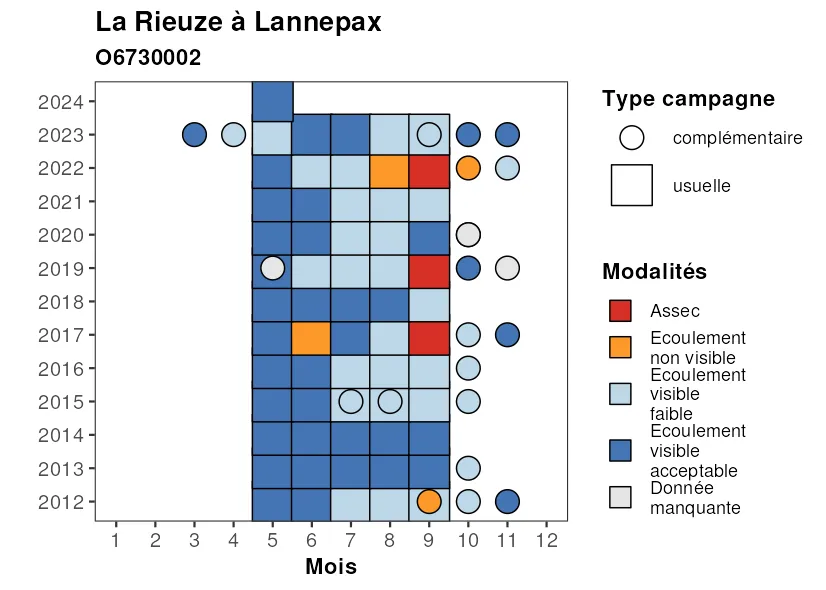 La Rieuze à Lannepax
O6730002
2024
2023
2022
2021
2020
2019
2018
2017
2016
2015
2014
2013
2012
1 2 3 4 5 6 7 8 9 10 11 12
Mois
Type campagne
complémentaire
usuelle
Modalités
Assec
Ecoulement
non visible
Ecoulement
visible
faible
Ecoulement
visible
acceptable
Donnée
manquante